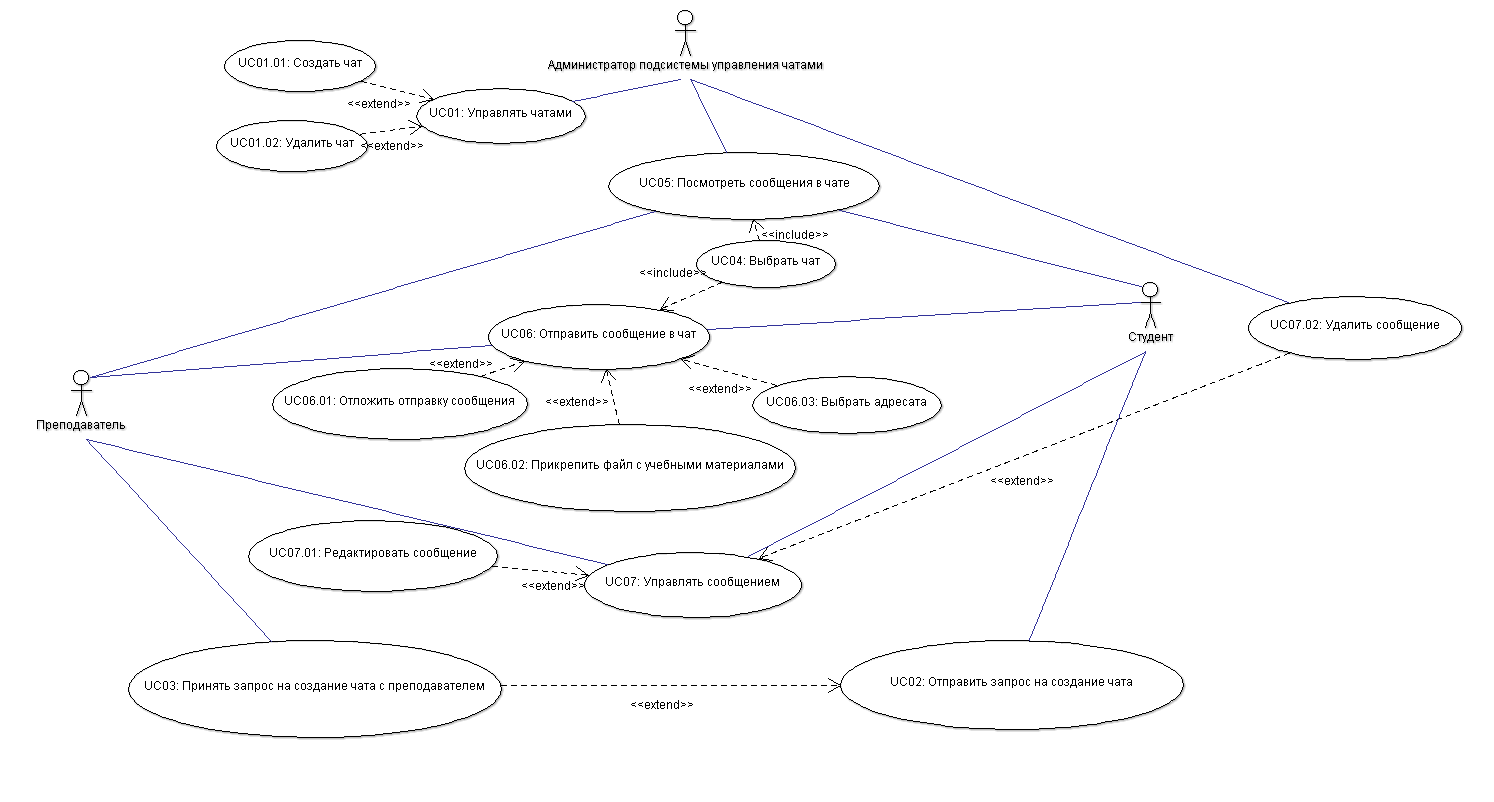 Администратор подсистемы управления чатами
UC01.01: Создать чат
<<extend>>
UC01: Управлять чатами
UC01.02: Удалить чат
<<extend>>
UC05: Посмотреть сообщения в чате
<<include>>
UC04: Выбрать чат
<<include>>
UC06: Отправить сообщение в чат
Студент
UC07.02: Удалить сообщение
<<extend>>
UC06.01: Отложить отправку сообщения
<<extend>>
<<extend>>
UC06.03: Выбрать адресата
Преподаватель
UC06.02: Прикрепить файл с учебными материалами
<<extend>>
UC07.01: Редактировать сообщение
<<extend>>
UC07: Управлять сообщением
UC03: Принять запрос на создание чата с преподавателем
<<extend>>
UC02: Отправить запрос на создание чата